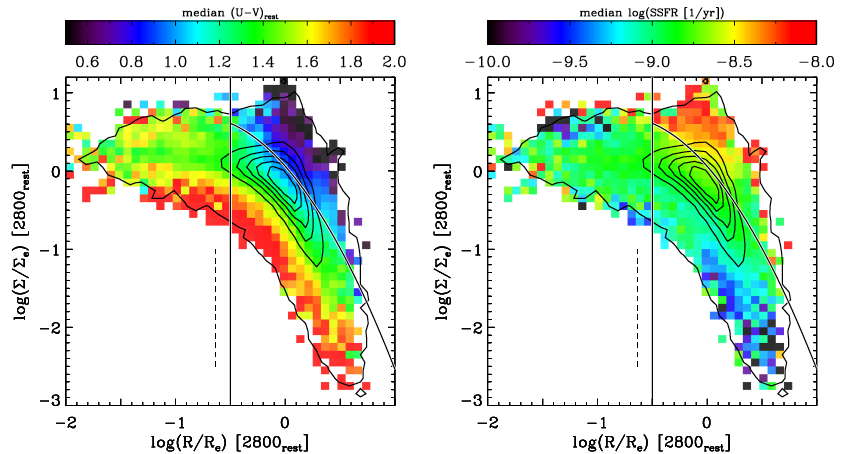 median (U−V)rest
median log(SSFR [1/yr])
0.6 0.8 1.0 1.2 1.4 1.6 1.8 2.0
−10.0 −9.5 −9.0 −8.5 −8.0
1
0
−1
−2
−3
log(Σ/Σe) [2800rest]
−2 −1 0
log(R/Re) [2800rest]
1
0
−1
−2
−3
log(Σ/Σe) [2800rest]
−2 −1 0
log(R/Re) [2800rest]